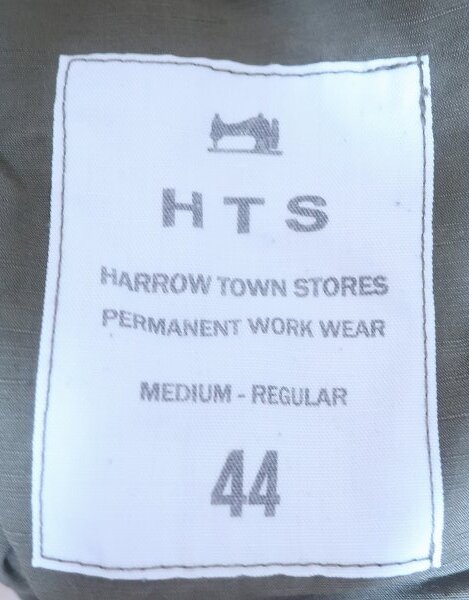 HTS
HARROW TOWN STORES
PERMANENT WORK WEAR
MEDIUM - REGULAR
44